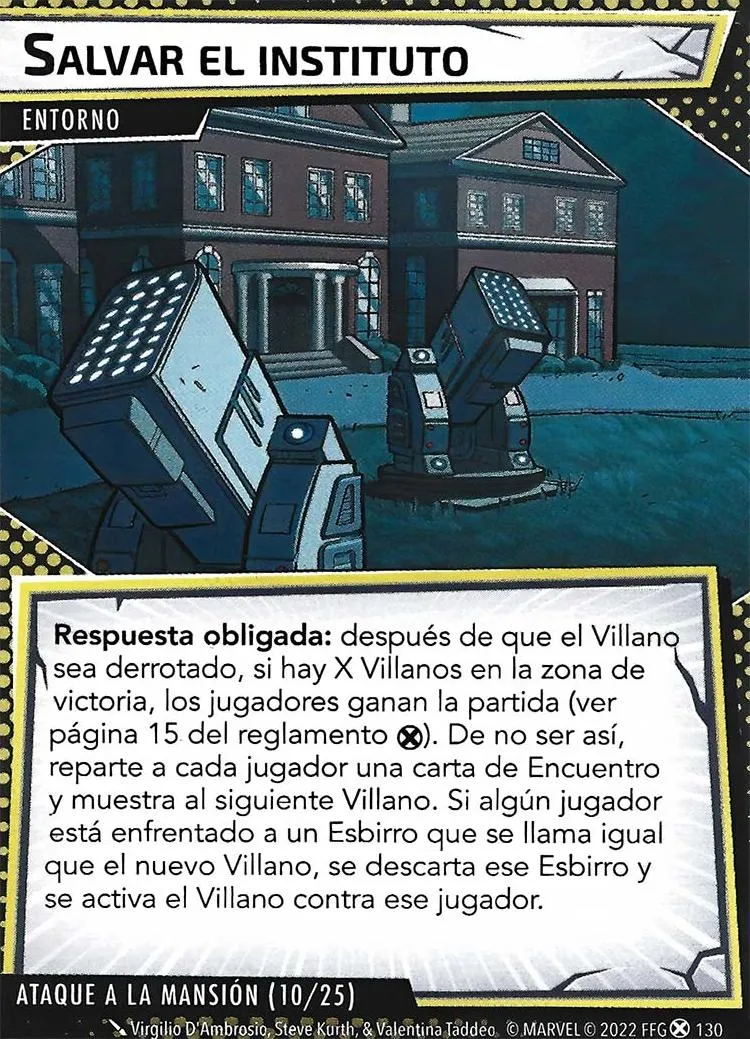 SALVAR EL INSTITUTO
ENTORNO
Respuesta obligada: después de que el Villano
sea derrotado, si hay X Villanos en la zona de
victoria, los jugadores ganan la partida (ver
página 15 del reglamento). De no ser así,
reparte a cada jugador una carta de Encuentro
y muestra al siguiente Villano. Si algún jugador
está enfrentado a un Esbirro que se llama igual
que el nuevo Villano, se descarta ese Esbirro y
se activa el Villano contra ese jugador.
ATAQUE A LA MANSIÓN (10/25)
Virgilio D'Ambrosio, Steve Kurth, & Valentina Taddeo. © MARVEL © 2022 FFG 130